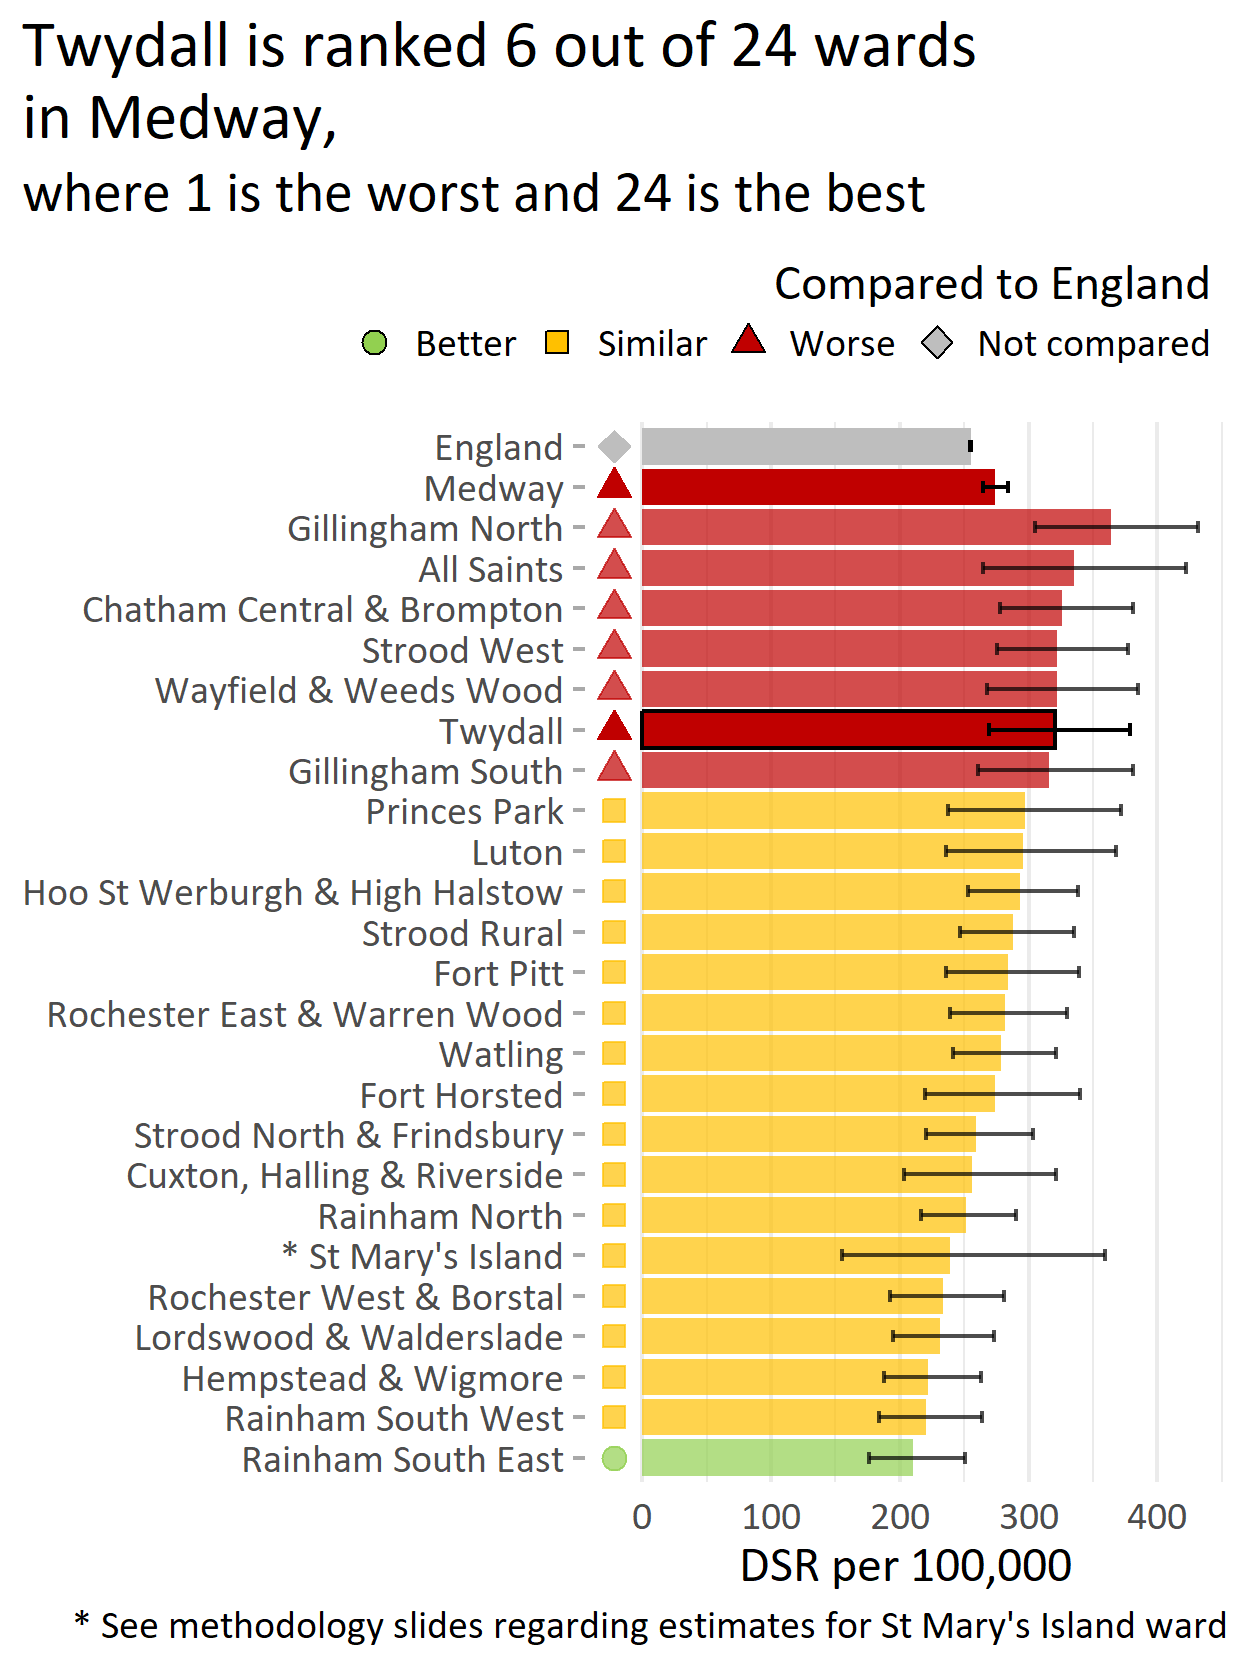 Twydall is ranked 6 out of 24 wards
in Medway,
where 1 is the worst and 24 is the best
Compared to England
Better Similar Worse Not compared
England
Medway
Gillingham North
All Saints
Chatham Central & Brompton
Strood West
Wayfield & Weeds Wood
Twydall
Gillingham South
Princes Park
Luton
Hoo St Werburgh & High Halstow
Strood Rural
Fort Pitt
Rochester East & Warren Wood
Watling
Fort Horsted
Strood North & Frindsbury
Cuxton, Halling & Riverside
Rainham North
* St Mary's Island
Rochester West & Borstal
Lordswood & Walderslade
Hempstead & Wigmore
Rainham South West
Rainham South East
0 100 200 300 400
DSR per 100,000
* See methodology slides regarding estimates for St Mary's Island ward